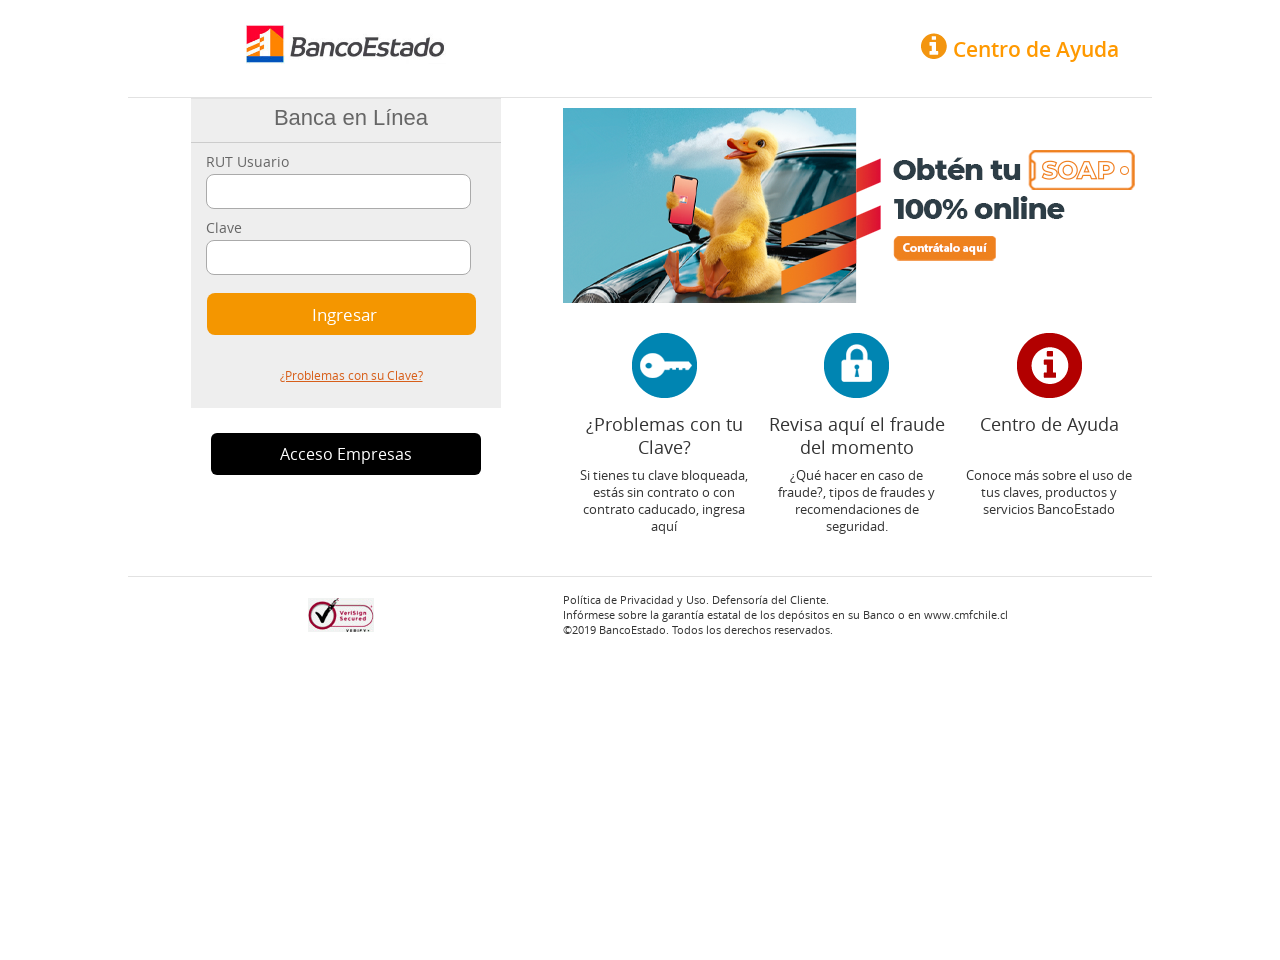 BancoEstado
Centro de Ayuda
Banca en Línea
RUT Usuario
Clave
Ingresar
¿Problemas con su Clave?
Acceso Empresas
Obtén tu SOAP
100% online
Contrátalo aquí
¿Problemas con tu
Clave?
Si tienes tu clave bloqueada,
estás sin contrato o con
contrato caducado, ingresa
aquí
Revisa aquí el fraude
del momento
¿Qué hacer en caso de
fraude?, tipos de fraudes y
recomendaciones de
seguridad.
Centro de Ayuda
Conoce más sobre el uso de
tus claves, productos y
servicios BancoEstado
VeriSign
Secured
VERIFY
Política de Privacidad y Uso. Defensoría del Cliente.
Infórmese sobre la garantía estatal de los depósitos en su Banco o en www.cmfchile.cl
©2019 BancoEstado. Todos los derechos reservados.